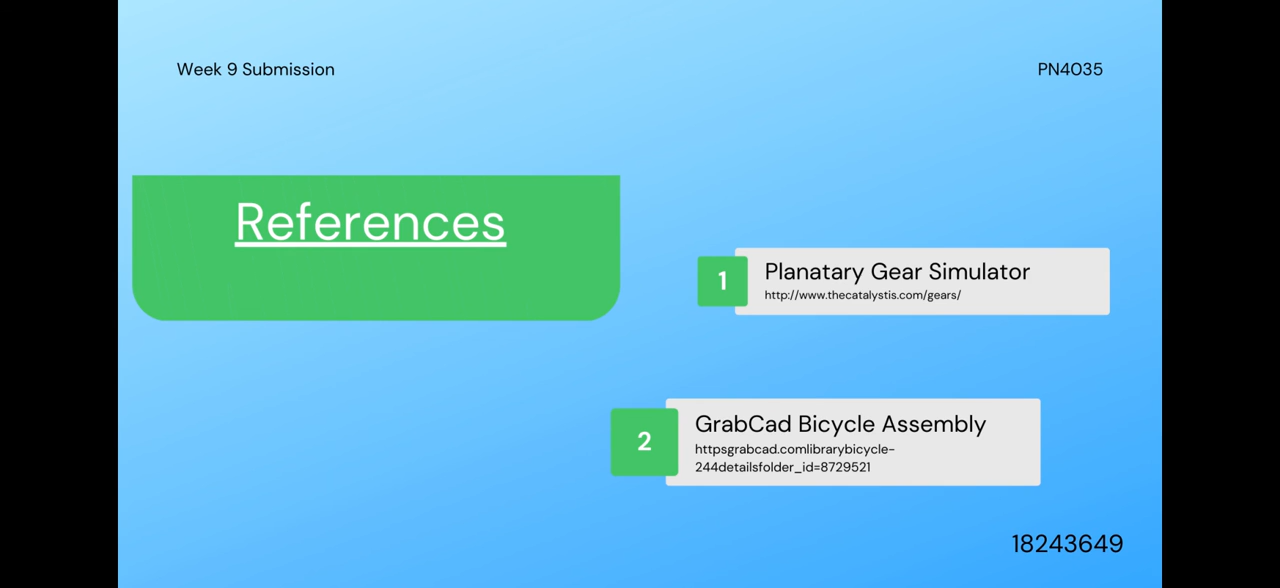 Week 9 Submission
PN4035
References
1
Planatary Gear Simulator
http://www.thecatalystis.com/gears/
2
GrabCad Bicycle Assembly
httpsgrabcad.comlibrarybicycle-
244detailsfolder_id=8729521
18243649